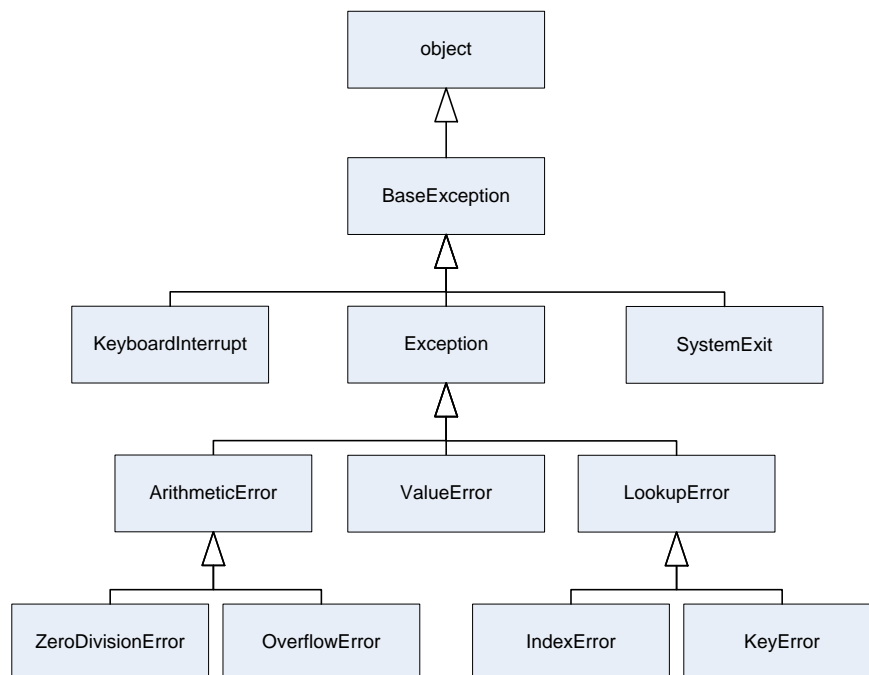 object
BaseException
KeyboardInterrupt
Exception
SystemExit
ArithmeticError
ValueError
LookupError
ZeroDivisionError
OverflowError
IndexError
KeyError